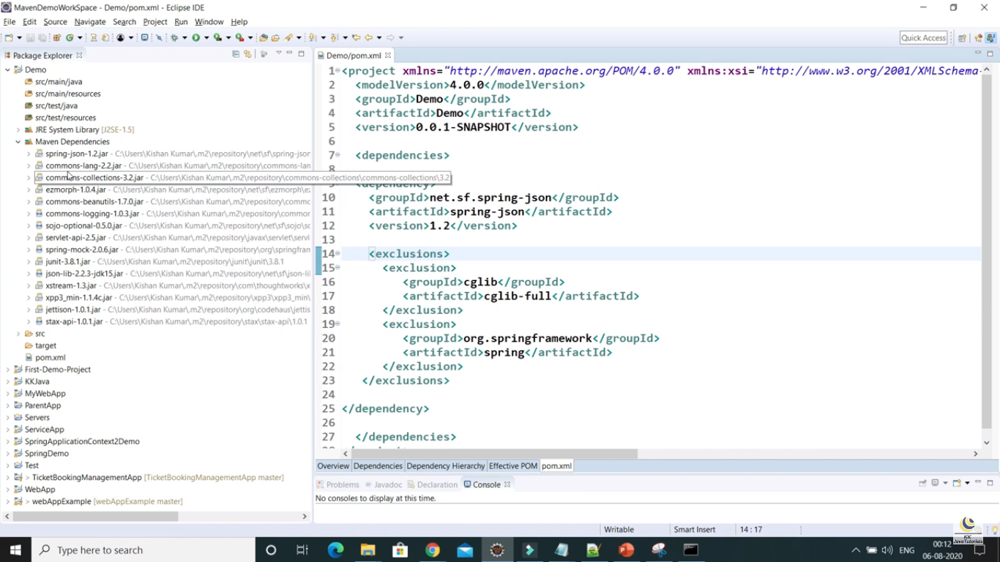 MavenDemoWorkSpace - Demo/pom.xml - Eclipse IDE
File Edit Source Navigate Search Project Run Window Help
Quick Access
Package Explorer
Demo
src/main/java
src/main/resources
src/test/java
src/test/resources
JRE System Library [J2SE-1.5]
Maven Dependencies
spring-json-1.2.jar - C:\Users\Kishan Kumar\.m2\repository\net\sf\spring-jsor
commons-lang-2.2.jar - C:\Users\Kishan Kumar\.m2\repository\commons-lan
commons-collections-3.2.jar - C:\Users\Kishan Kumar\.m2\repository\commons-collections\commons-collections\3.2
ezmorph-1.0.4.jar - C:\Users\Kishan Kumar\.m2\repository\net\sf\ezmorph\ez
commons-beanutils-1.7.0.jar - C:\Users\Kishan Kumar\.m2\repository\commo
commons-logging-1.0.3.jar - C:\Users\Kishan Kumar\.m2\repository\common
sojo-optional-0.5.0.jar - C:\Users\Kishan Kumar\.m2\repository\net\sf\sojo\sc
servlet-api-2.5.jar - C:\Users\Kishan Kumar\.m2\repository\javax\servlet\servl
spring-mock-2.0.6.jar - C:\Users\Kishan Kumar\.m2\repository\org\springfran
junit-3.8.1.jar - C:\Users\Kishan Kumar\.m2\repository\junit\junit\3.8.1
json-lib-2.2.3-jdk15.jar - C:\Users\Kishan Kumar\.m2\repository\net\sf\json-li
xstream-1.3.jar - C:\Users\Kishan Kumar\.m2\repository\com\thoughtworks\x
xpp3_min-1.1.4c.jar - C:\Users\Kishan Kumar\.m2\repository\xpp3\xpp3_min\
jettison-1.0.1.jar - C:\Users\Kishan Kumar\.m2\repository\org\codehaus\jettis
stax-api-1.0.1.jar - C:\Users\Kishan Kumar\.m2\repository\stax\stax-api\1.0.1
src
target
pom.xml
First-Demo-Project
KKJava
MyWebApp
ParentApp
Servers
ServiceApp
SpringApplicationContext2Demo
SpringDemo
Test
> TicketBookingManagementApp [TicketBookingManagementApp master]
WebApp
> webAppExample [webAppExample master]
Demo/pom.xml
1 <project xmlns="http://maven.apache.org/POM/4.0.0" xmlns:xsi="http://www.w3.org/2001/XMLSchema-
2 <modelVersion>4.0.0</modelVersion>
3 <groupId>Demo</groupId>
4 <artifactId>Demo</artifactId>
5 <version>0.0.1-SNAPSHOT</version>
6
7 <dependencies>
8
<dependency>
10 <groupId>net.sf.spring-json</groupId>
11 <artifactId>spring-json</artifactId>
12 <version>1.2</version>
13
14 <exclusions>
15 <exclusion>
16 <groupId>cglib</groupId>
17 <artifactId>cglib-full</artifactId>
18 </exclusion>
19 <exclusion>
20 <groupId>org.springframework</groupId>
21 <artifactId>spring</artifactId>
22 </exclusion>
23 </exclusions>
24
25 </dependency>
26
27 </dependencies>
Overview Dependencies Dependency Hierarchy Effective POM pom.xml
Problems Javadoc Declaration Console
No consoles to display at this time.
Writable Smart Insert 14 : 17
KK
JavaTutorials
Type here to search
ENG
00:12
06-08-2020